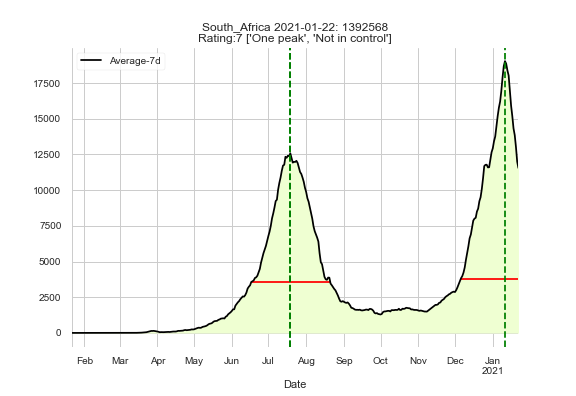 South_Africa 2021-01-22: 1392568
Rating:7 ['One peak', 'Not in control']
Average-7d
17500
15000
12500
10000
7500
5000
2500
0
Feb Mar Apr May Jun Jul Aug Sep Oct Nov Dec Jan
2021
Date